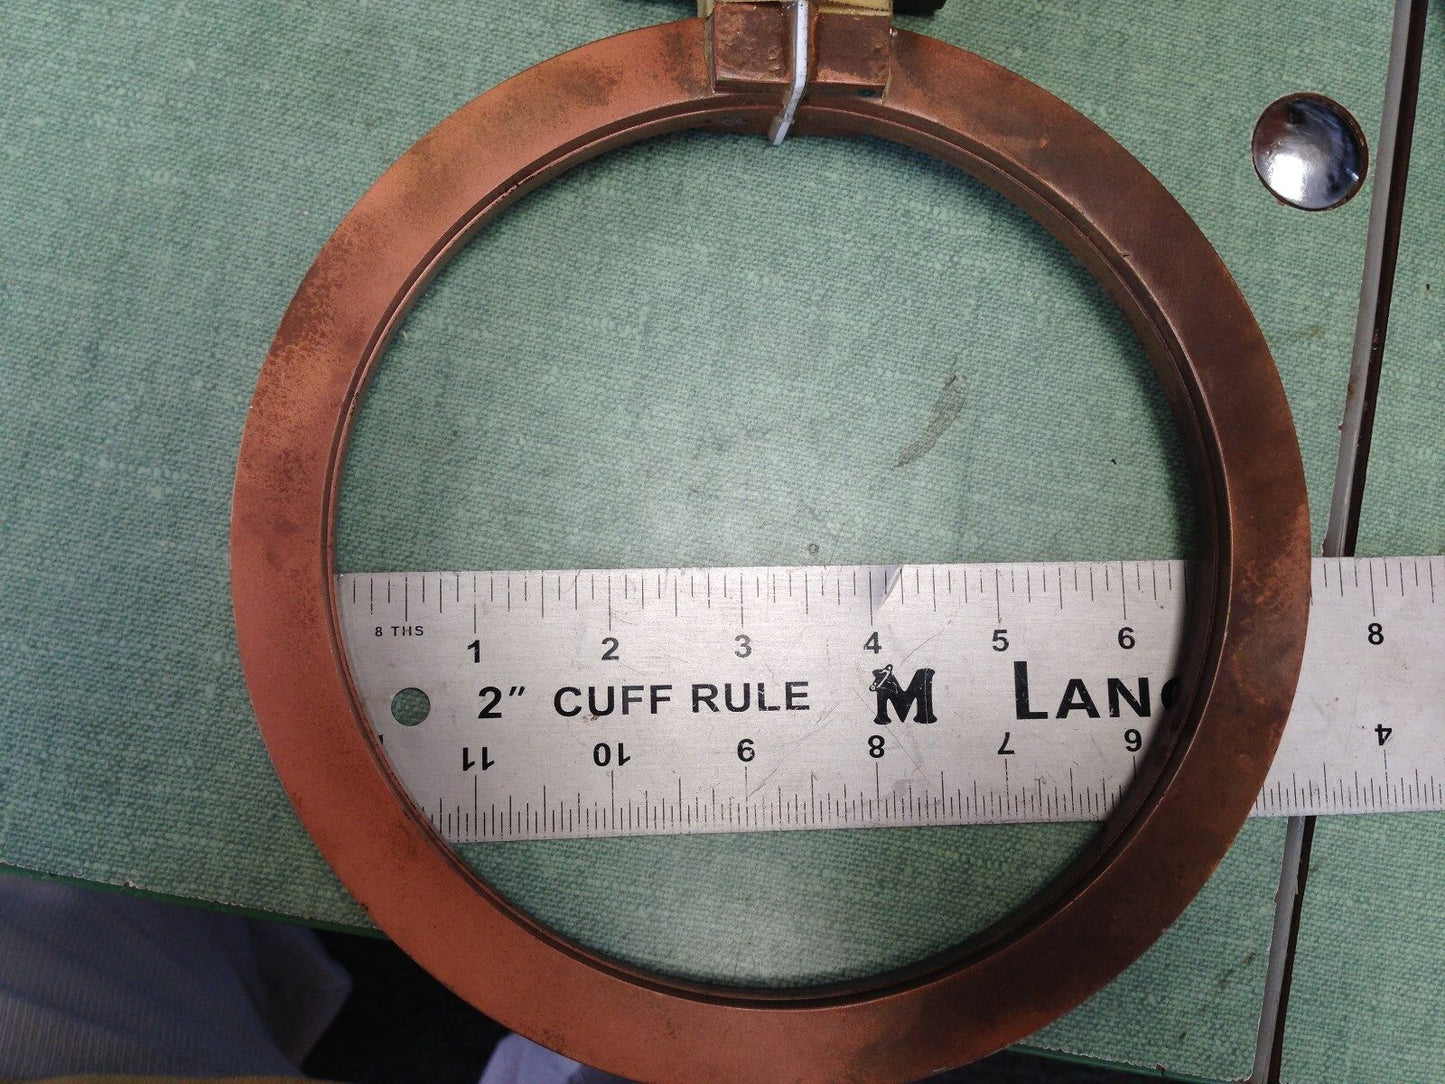 8 THS
1 2 3 4 5 6 8
2" CUFF RULE M LANC
11 10 9 8 7 6 4